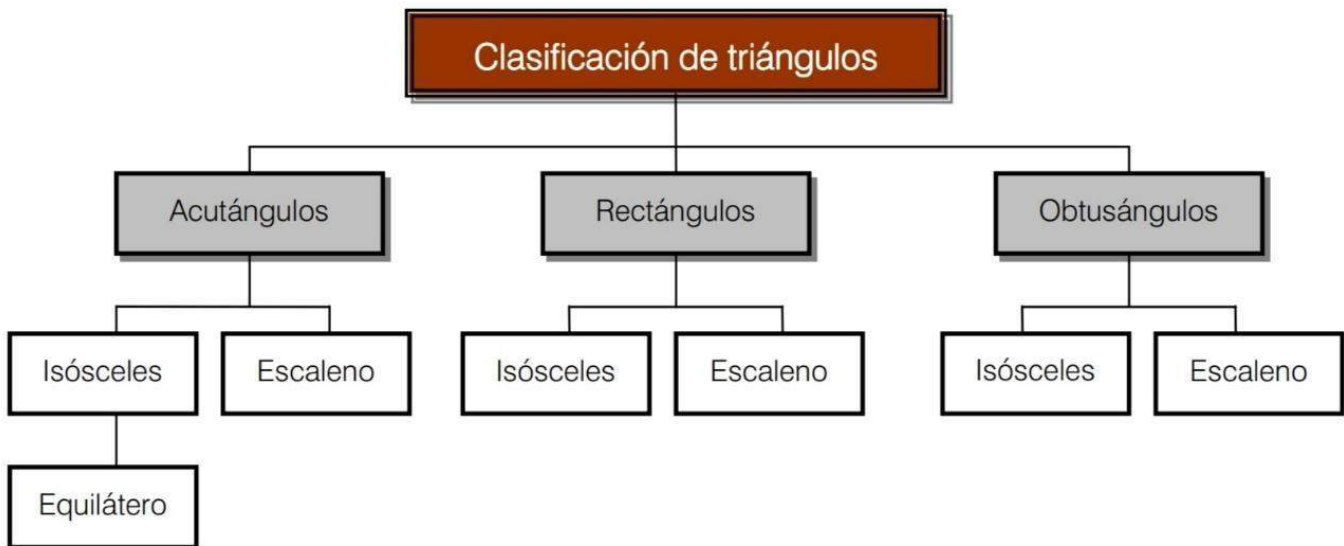 Clasificación de triángulos
Acutángulos
Rectángulos
Obtusángulos
Isósceles
Escaleno
Isósceles
Escaleno
Isósceles
Escaleno
Equilátero